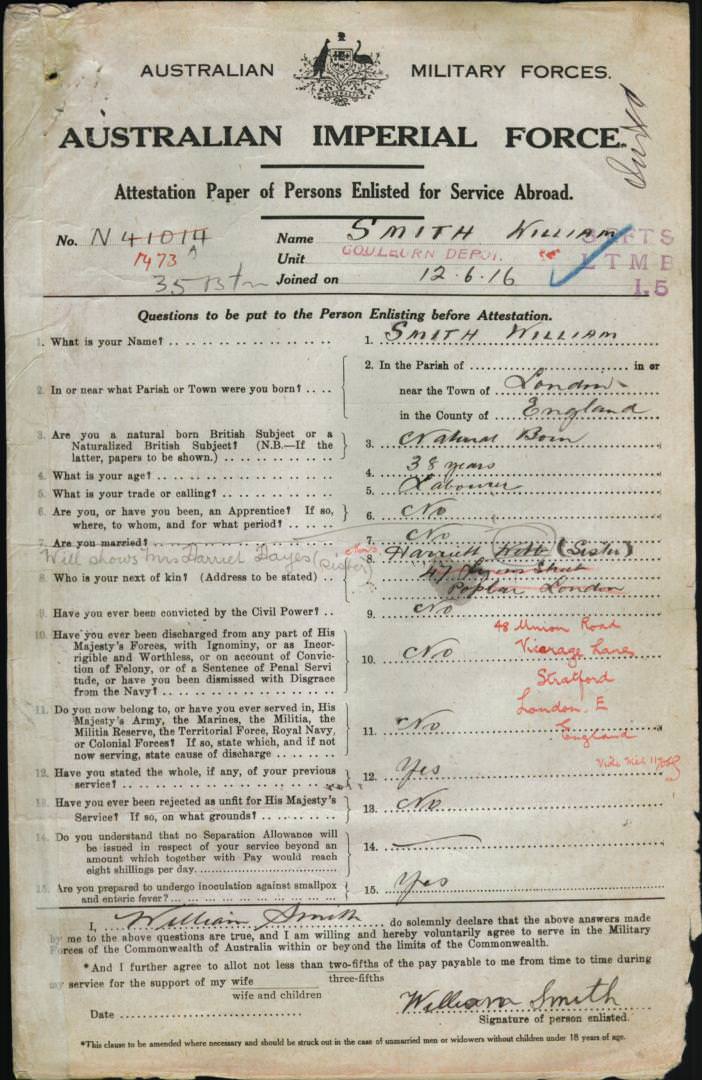 AUSTRALIAN MILITARY FORCES.
AUSTRALIAN IMPERIAL FORCE.
Attestation Paper of Persons Enlisted for Service Abroad.
No. N 41014 Name SMITH WILLIAM
1473 Unit GOULBURN DEPOT.
35 Btn Joined on 12.6.16
L T M B
I.5
Questions to be put to the Person Enlisting before Attestation.
1. What is your Name? 1. SMITH WILLIAM
2. In or near what Parish or Town were you born? 2. In the Parish of in or
near the Town of London
in the County of England
3. Are you a natural born British Subject or a
Naturalized British Subject? (N.B.—If the
latter, papers to be shown.) 3. Natural Born
4. What is your age? 4. 38 years
5. What is your trade or calling? 5. Labourer
6. Are you, or have you been, an Apprentice? If so,
where, to whom, and for what period? 6. No
7. Are you married? 7. No
Will shows Mrs Harriet Hayes (Sister)
8. Who is your next of kin? (Address to be stated) 8. Harriett Webb (Sister)
47 Street
Poplar London
9. Have you ever been convicted by the Civil Power? 9. No
48 Union Road
Vicarage Lane
Stratford
London. E
England
10. Have you ever been discharged from any part of His
Majesty's Forces, with Ignominy, or as Incor-
rigible and Worthless, or on account of Convic-
tion of Felony, or of a Sentence of Penal Servi
tude, or have you been dismissed with Disgrace
from the Navy? 10. No
11. Do you now belong to, or have you ever served in, His
Majesty's Army, the Marines, the Militia, the
Militia Reserve, the Territorial Force, Royal Navy,
or Colonial Forces? If so, state which, and if not
now serving, state cause of discharge 11. No
12. Have you stated the whole, if any, of your previous
service? 12. Yes
13. Have you ever been rejected as unfit for His Majesty's
Service? If so, on what grounds? 13. No
14. Do you understand that no Separation Allowance will
be issued in respect of your service beyond an
amount which together with Pay would reach
eight shillings per day. 14.
15. Are you prepared to undergo inoculation against smallpox
and enteric fever? 15. Yes
I, William Smith do solemnly declare that the above answers made
by me to the above questions are true, and I am willing and hereby voluntarily agree to serve in the Military
Forces of the Commonwealth of Australia within or beyond the limits of the Commonwealth.
*And I further agree to allot not less than two-fifths of the pay payable to me from time to time during
three-fifths
my service for the support of my wife
wife and children
William Smith
Date Signature of person enlisted.
*This clause to be amended where necessary and should be struck out in the case of unmarried men or widowers without children under 18 years of age.